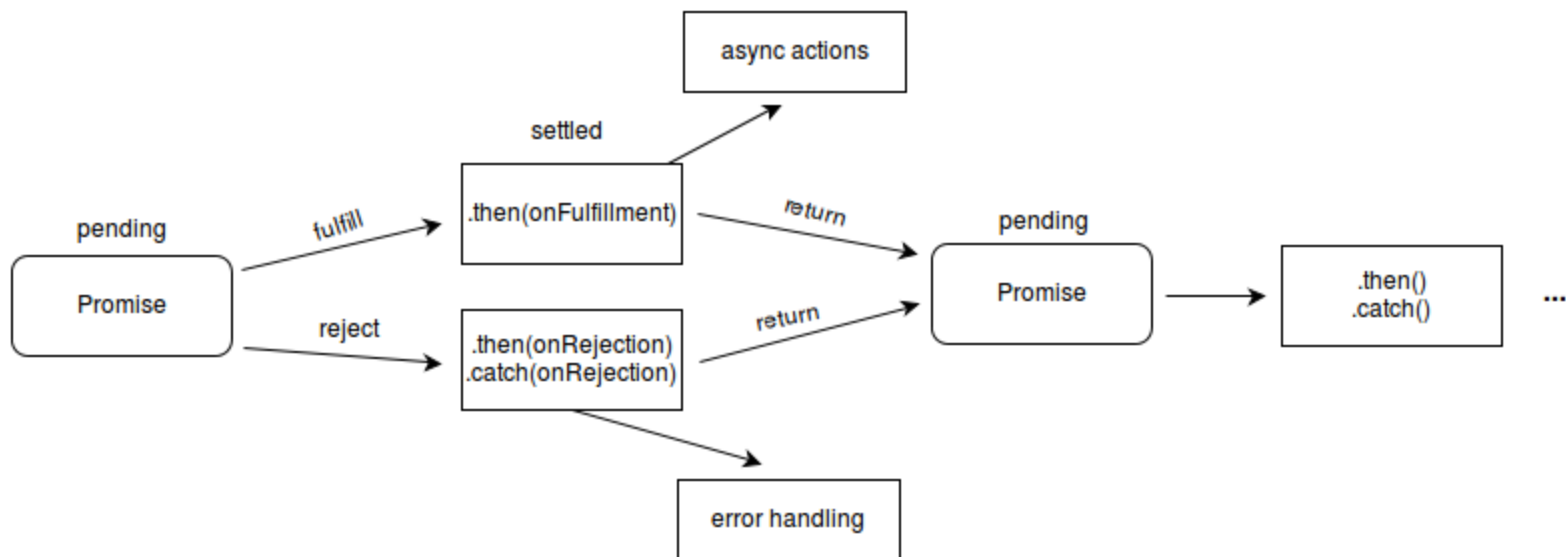 async actions
settled
.then(onFulfillment)
fulfill
return
pending
Promise
pending
Promise
reject
.then(onRejection)
.catch(onRejection)
return
.then()
.catch()
...
error handling